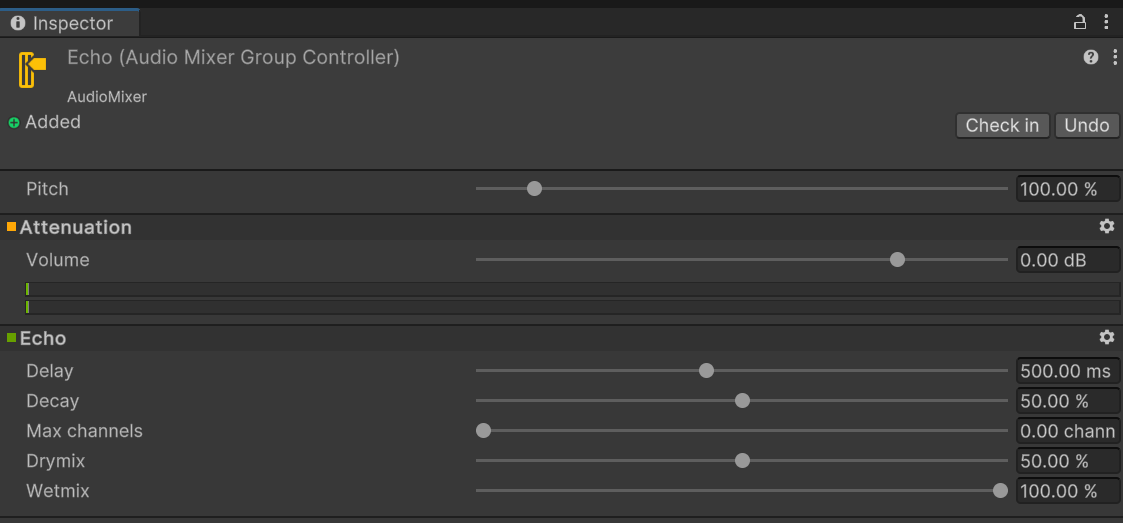 Inspector
Echo (Audio Mixer Group Controller)
AudioMixer
Added
Check in Undo
Pitch 100.00 %
Attenuation
Volume 0.00 dB
Echo
Delay 500.00 ms
Decay 50.00 %
Max channels 0.00 chann
Drymix 50.00 %
Wetmix 100.00 %